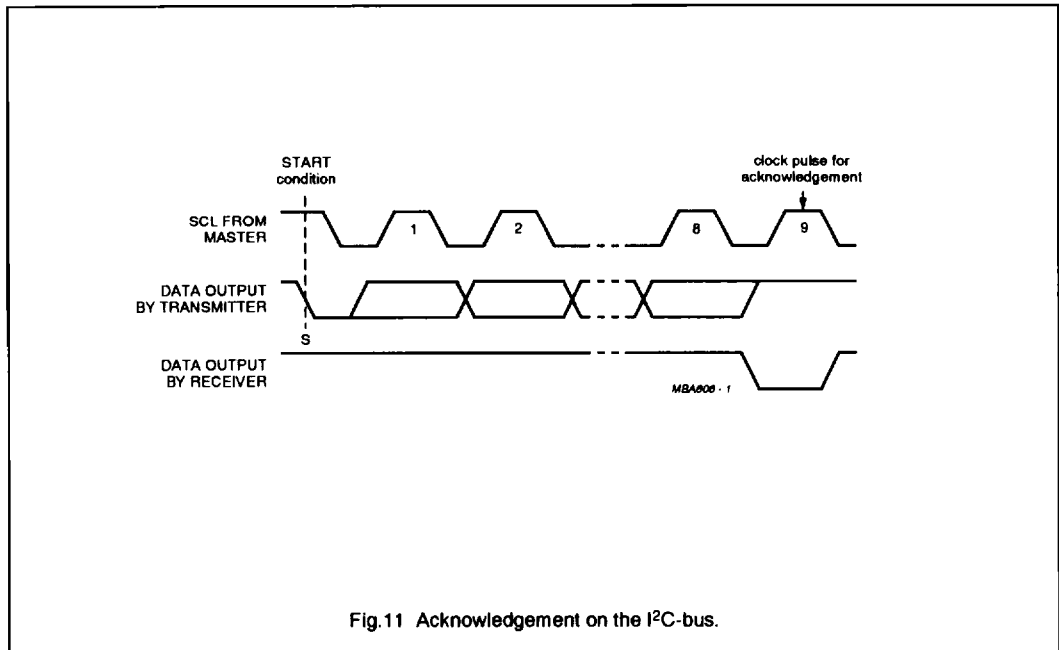 START
condition
clock pulse for
acknowledgement
SCL FROM
MASTER
1
2
8
9
DATA OUTPUT
BY TRANSMITTER
S
DATA OUTPUT
BY RECEIVER
MBA606 - 1
Fig.11 Acknowledgement on the I²C-bus.